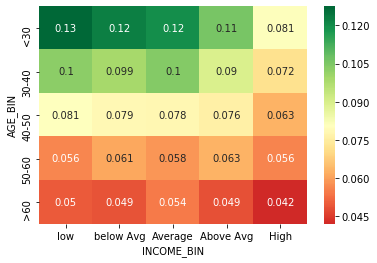 <30 0.13 0.12 0.12 0.11 0.081
30-40 0.1 0.099 0.1 0.09 0.072
40-50 0.081 0.079 0.078 0.076 0.063
50-60 0.056 0.061 0.058 0.063 0.056
>60 0.05 0.049 0.054 0.049 0.042
AGE_BIN
low below Avg Average Above Avg High
INCOME_BIN
0.120
0.105
0.090
0.075
0.060
0.045